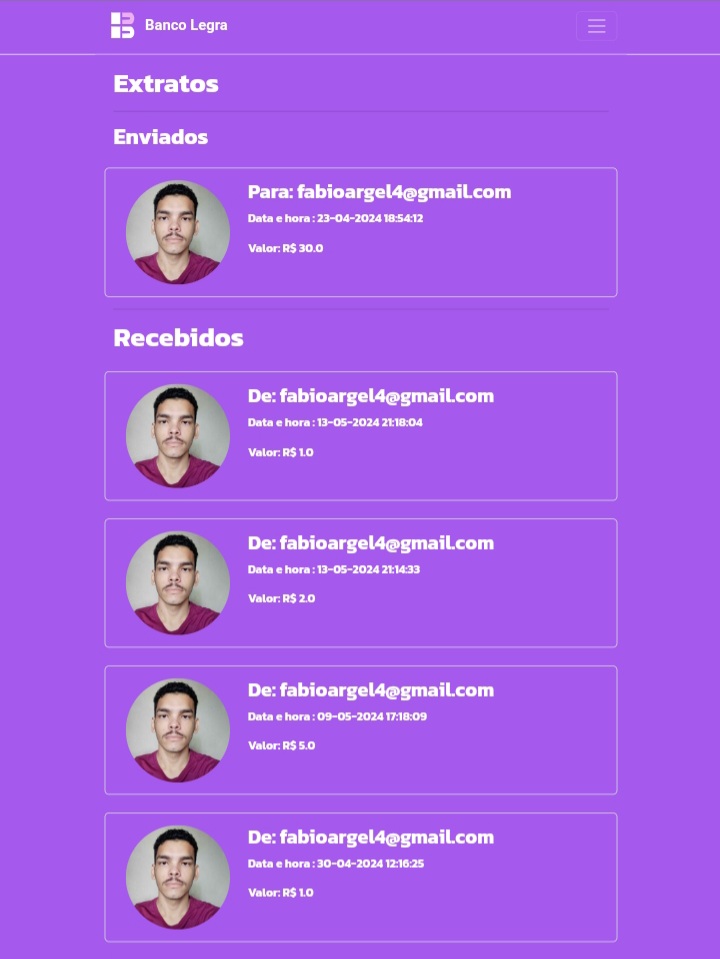 Banco Legra
Extratos
Enviados
Para: fabioargel4@gmail.com
Data e hora : 23-04-2024 18:54:12
Valor: R$ 30.0
Recebidos
De: fabioargel4@gmail.com
Data e hora : 13-05-2024 21:18:04
Valor: R$ 1.0
De: fabioargel4@gmail.com
Data e hora : 13-05-2024 21:14:33
Valor: R$ 2.0
De: fabioargel4@gmail.com
Data e hora : 09-05-2024 17:18:09
Valor: R$ 5.0
De: fabioargel4@gmail.com
Data e hora : 30-04-2024 12:16:25
Valor: R$ 1.0